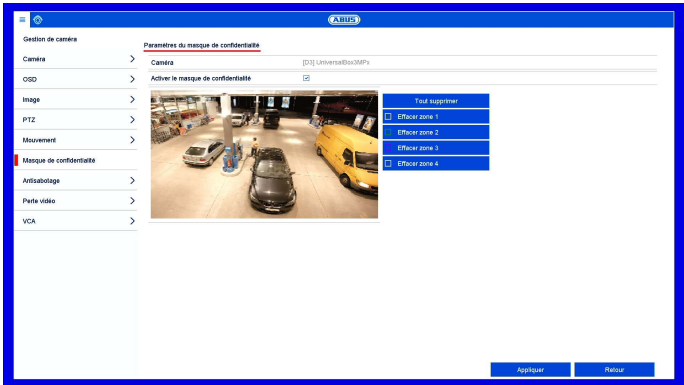 ABUS
Gestion de caméra
Caméra
OSD
Image
PTZ
Mouvement
Masque de confidentialité
Antisabotage
Perte vidéo
VCA
Paramètres du masque de confidentialité
Caméra [D3] UniversalBox3MPx
Activer le masque de confidentialité
Tout supprimer
Effacer zone 1
Effacer zone 2
Effacer zone 3
Effacer zone 4
Appliquer Retour